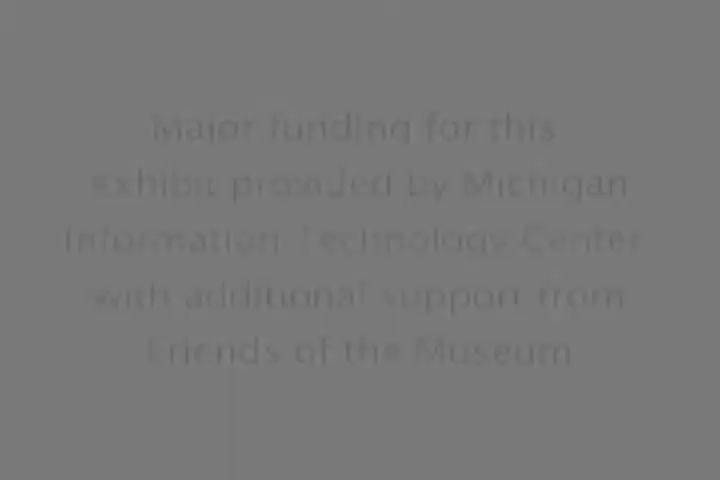 Major funding for this
exhibit provided by Michigan
Information Technology Center
with additional support from
Friends of the Museum